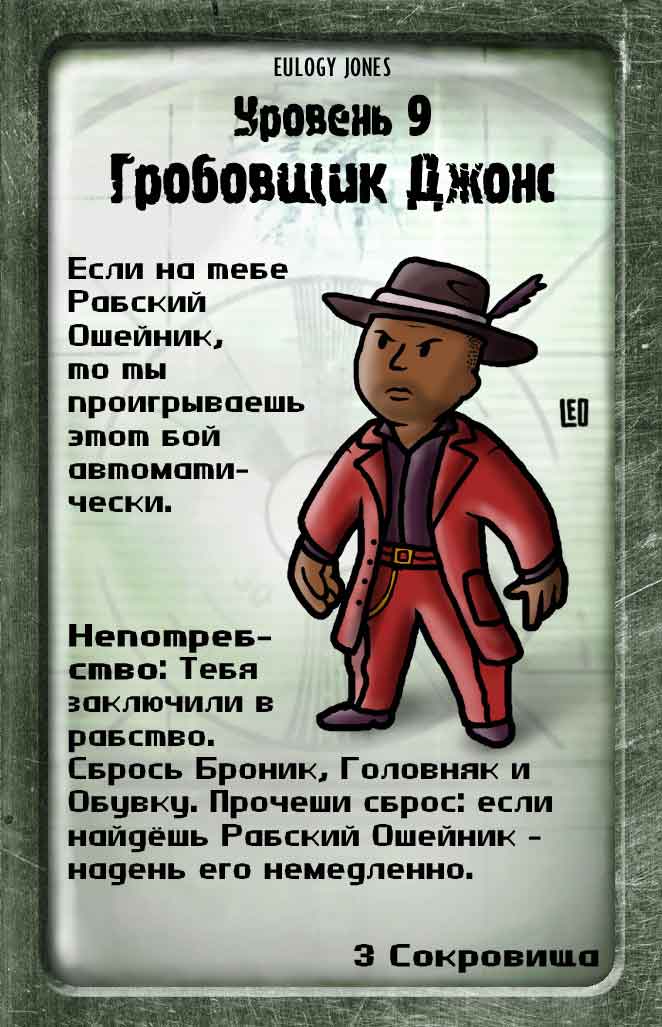 EULOGY JONES
Уровень 9
Гробовщик Джонс
Если на тебе
Рабский
Ошейник,
то ты
проигрываешь
этот бой
автомати-
чески.
LEO
Непотреб-
ство: Тебя
заключили в
рабство.
Сбрось Броник, Головняк и
Обувку. Прочеши сброс: если
найдёшь Рабский Ошейник -
надень его немедленно.
3 Сокровища